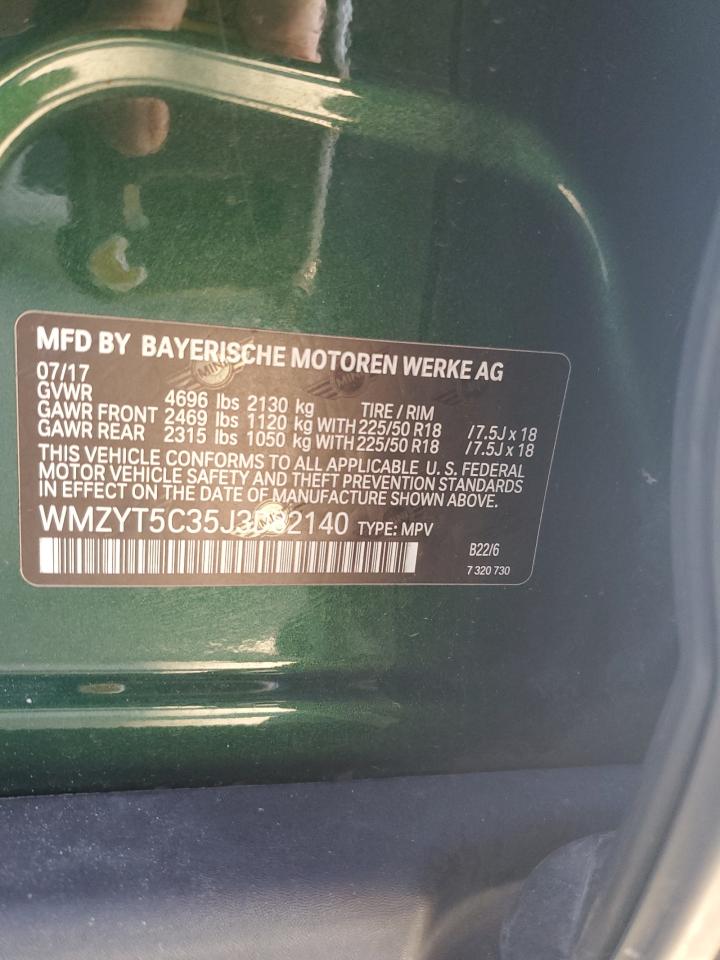 MFD BY BAYERISCHE MOTOREN WERKE AG
07/17
GVWR 4696 lbs 2130 kg TIRE / RIM
GAWR FRONT 2469 lbs 1120 kg WITH 225/50 R18 /7.5J x 18
GAWR REAR 2315 lbs 1050 kg WITH 225/50 R18 /7.5J x 18
THIS VEHICLE CONFORMS TO ALL APPLICABLE U.S. FEDERAL
MOTOR VEHICLE SAFETY AND THEFT PREVENTION STANDARDS
IN EFFECT ON THE DATE OF MANUFACTURE SHOWN ABOVE.
TYPE: MPV
B22/6
7 320 730
MINI